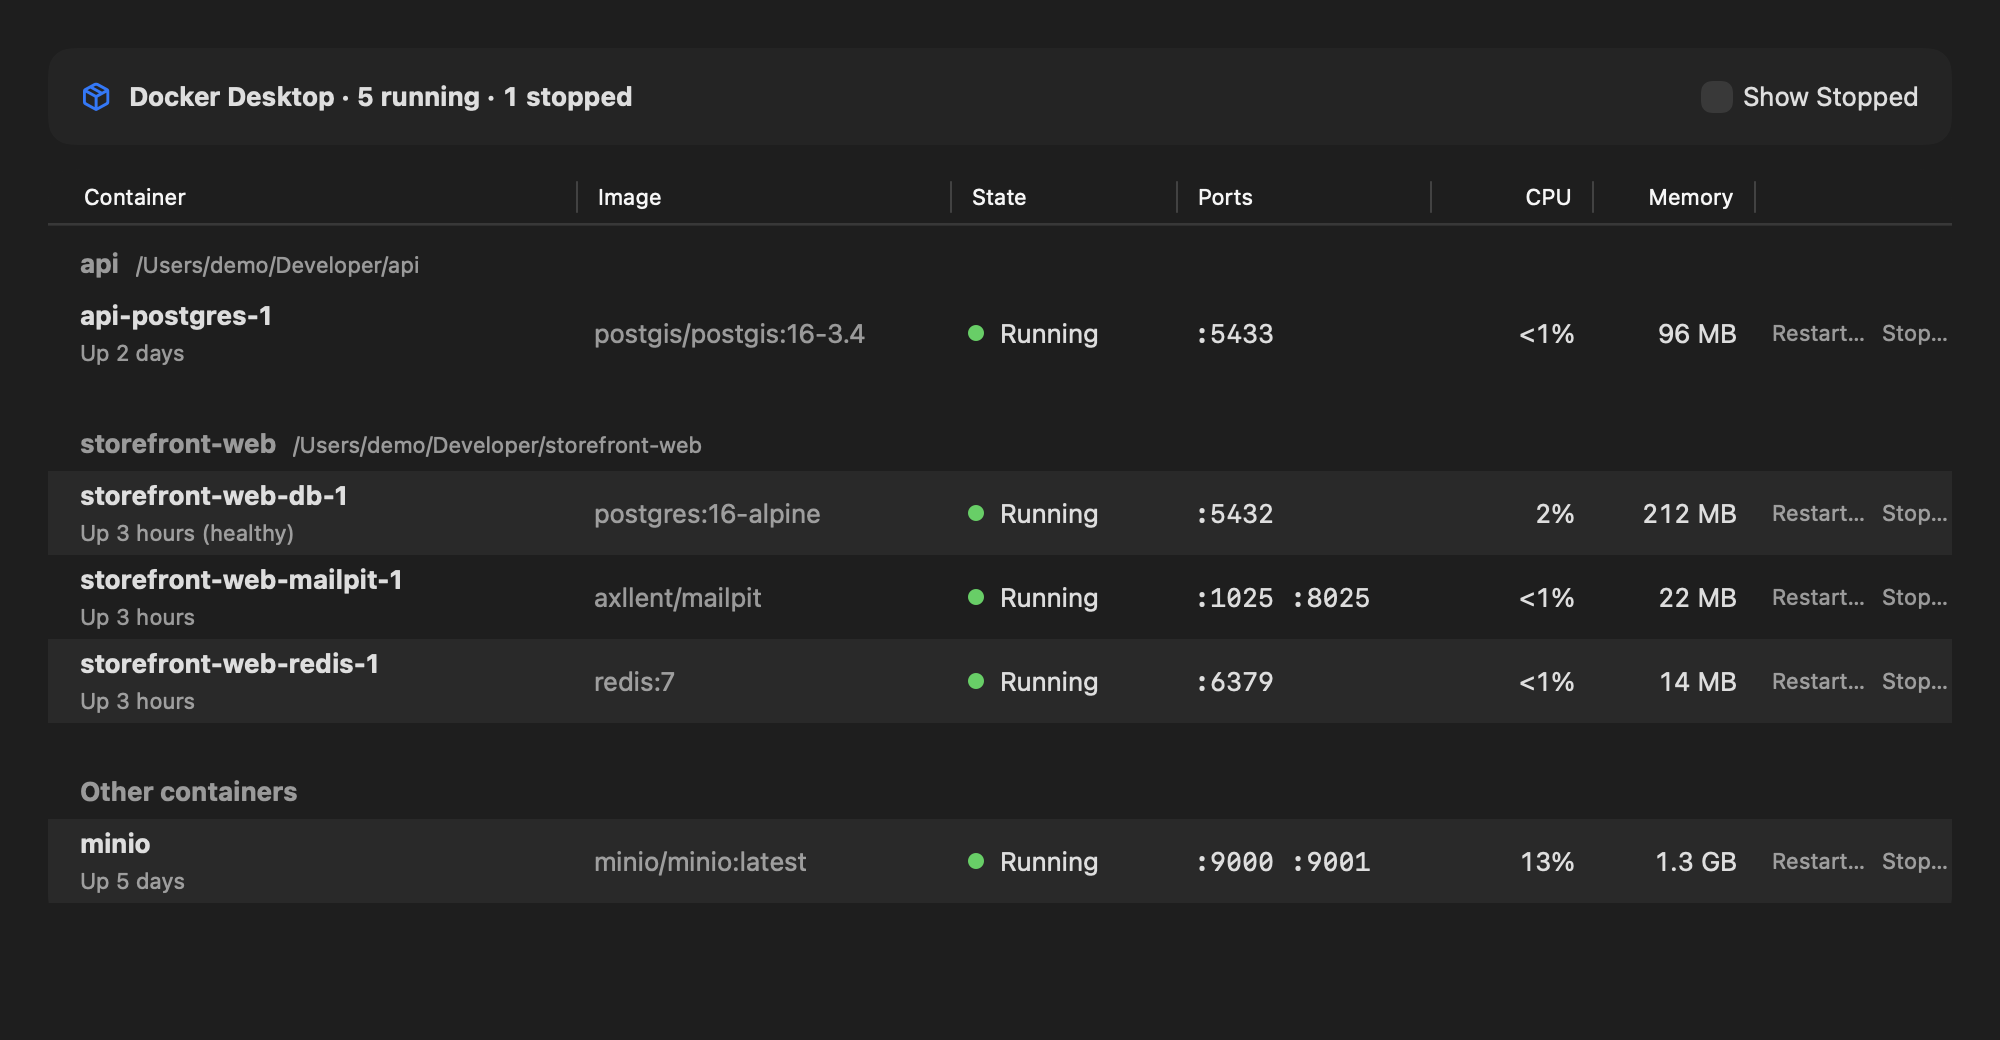 Docker Desktop · 5 running · 1 stopped
Show Stopped
Container Image State Ports CPU Memory
api /Users/demo/Developer/api
api-postgres-1
Up 2 days
postgis/postgis:16-3.4 Running :5433 <1% 96 MB Restart... Stop...
storefront-web /Users/demo/Developer/storefront-web
storefront-web-db-1
Up 3 hours (healthy)
postgres:16-alpine Running :5432 2% 212 MB Restart... Stop...
storefront-web-mailpit-1
Up 3 hours
axllent/mailpit Running :1025 :8025 <1% 22 MB Restart... Stop...
storefront-web-redis-1
Up 3 hours
redis:7 Running :6379 <1% 14 MB Restart... Stop...
Other containers
minio
Up 5 days
minio/minio:latest Running :9000 :9001 13% 1.3 GB Restart... Stop...